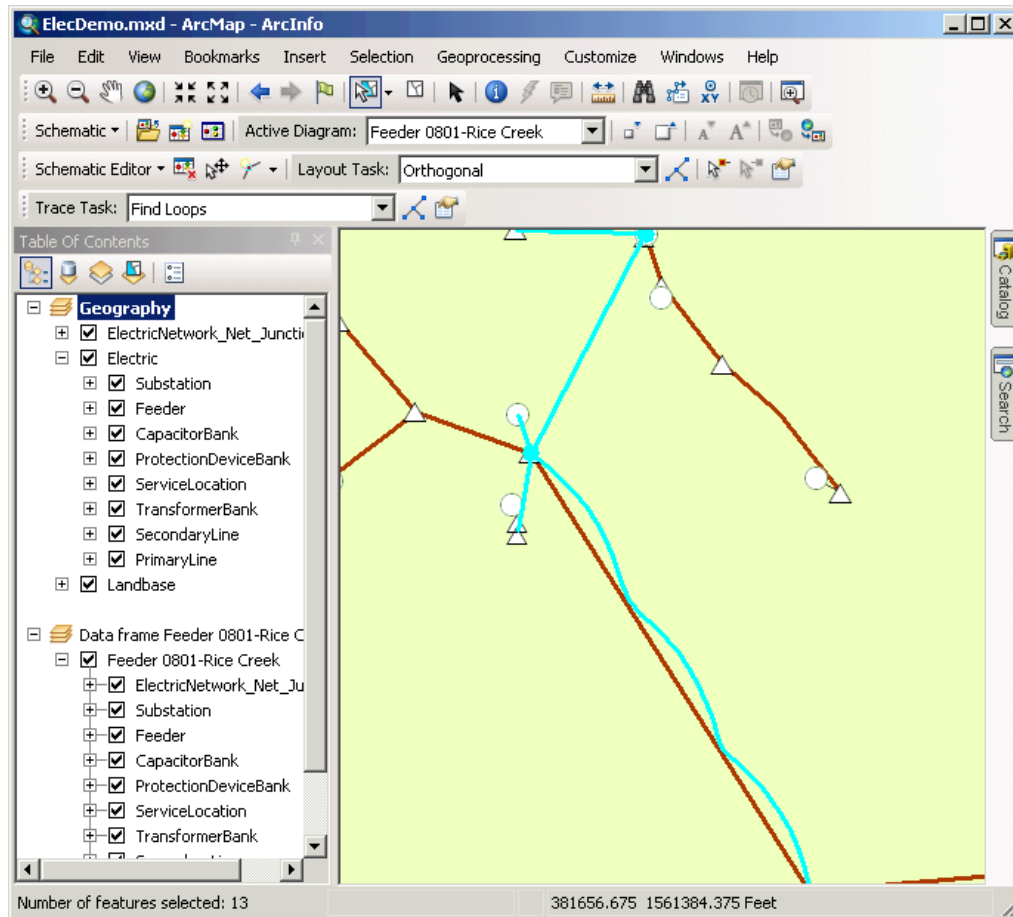 ElecDemo.mxd - ArcMap - ArcInfo
File Edit View Bookmarks Insert Selection Geoprocessing Customize Windows Help
Schematic Active Diagram: Feeder 0801-Rice Creek
Schematic Editor Layout Task: Orthogonal
Trace Task: Find Loops
Table Of Contents
Geography
ElectricNetwork_Net_Juncti
Electric
Substation
Feeder
CapacitorBank
ProtectionDeviceBank
ServiceLocation
TransformerBank
SecondaryLine
PrimaryLine
Landbase
Data frame Feeder 0801-Rice C
Feeder 0801-Rice Creek
ElectricNetwork_Net_Ju
Substation
Feeder
CapacitorBank
ProtectionDeviceBank
ServiceLocation
TransformerBank
Catalog
Search
Number of features selected: 13
381656.675 1561384.375 Feet